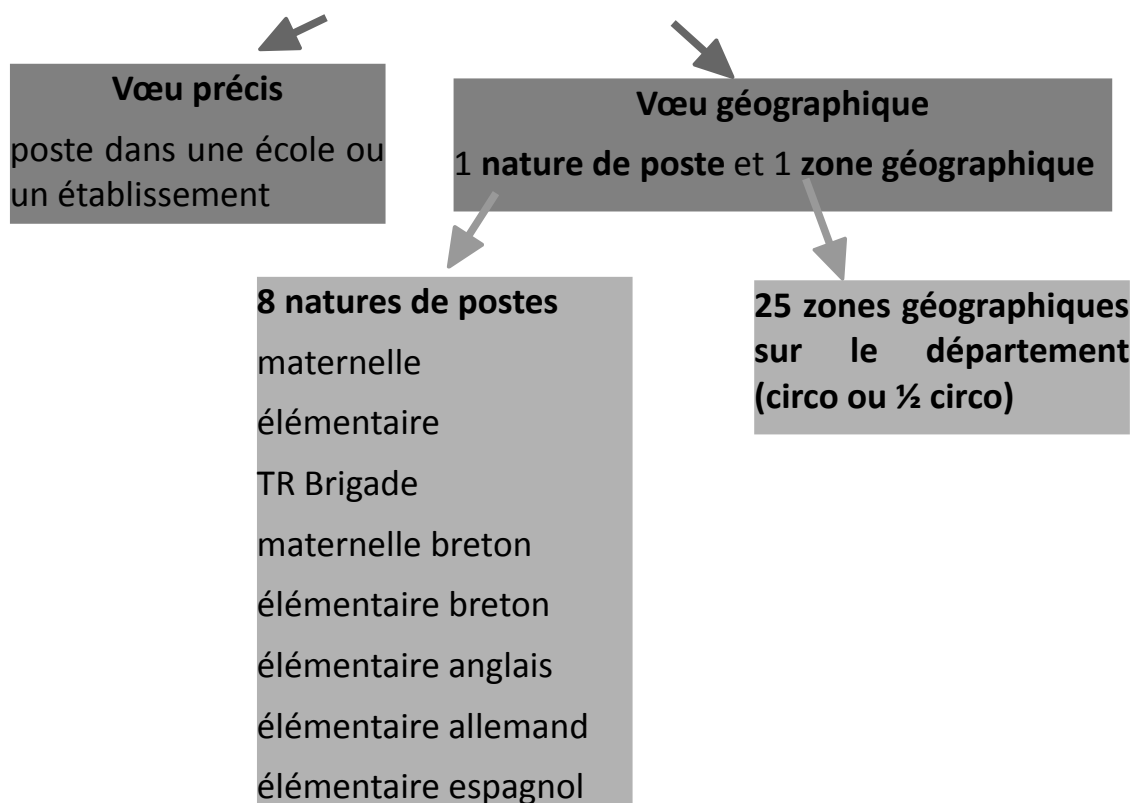 Vœu précis
poste dans une école ou
un établissement
Vœu géographique
1 nature de poste et 1 zone géographique
8 natures de postes
maternelle
élémentaire
TR Brigade
maternelle breton
élémentaire breton
élémentaire anglais
élémentaire allemand
élémentaire espagnol
25 zones géographiques
sur le département
(circo ou ½ circo)